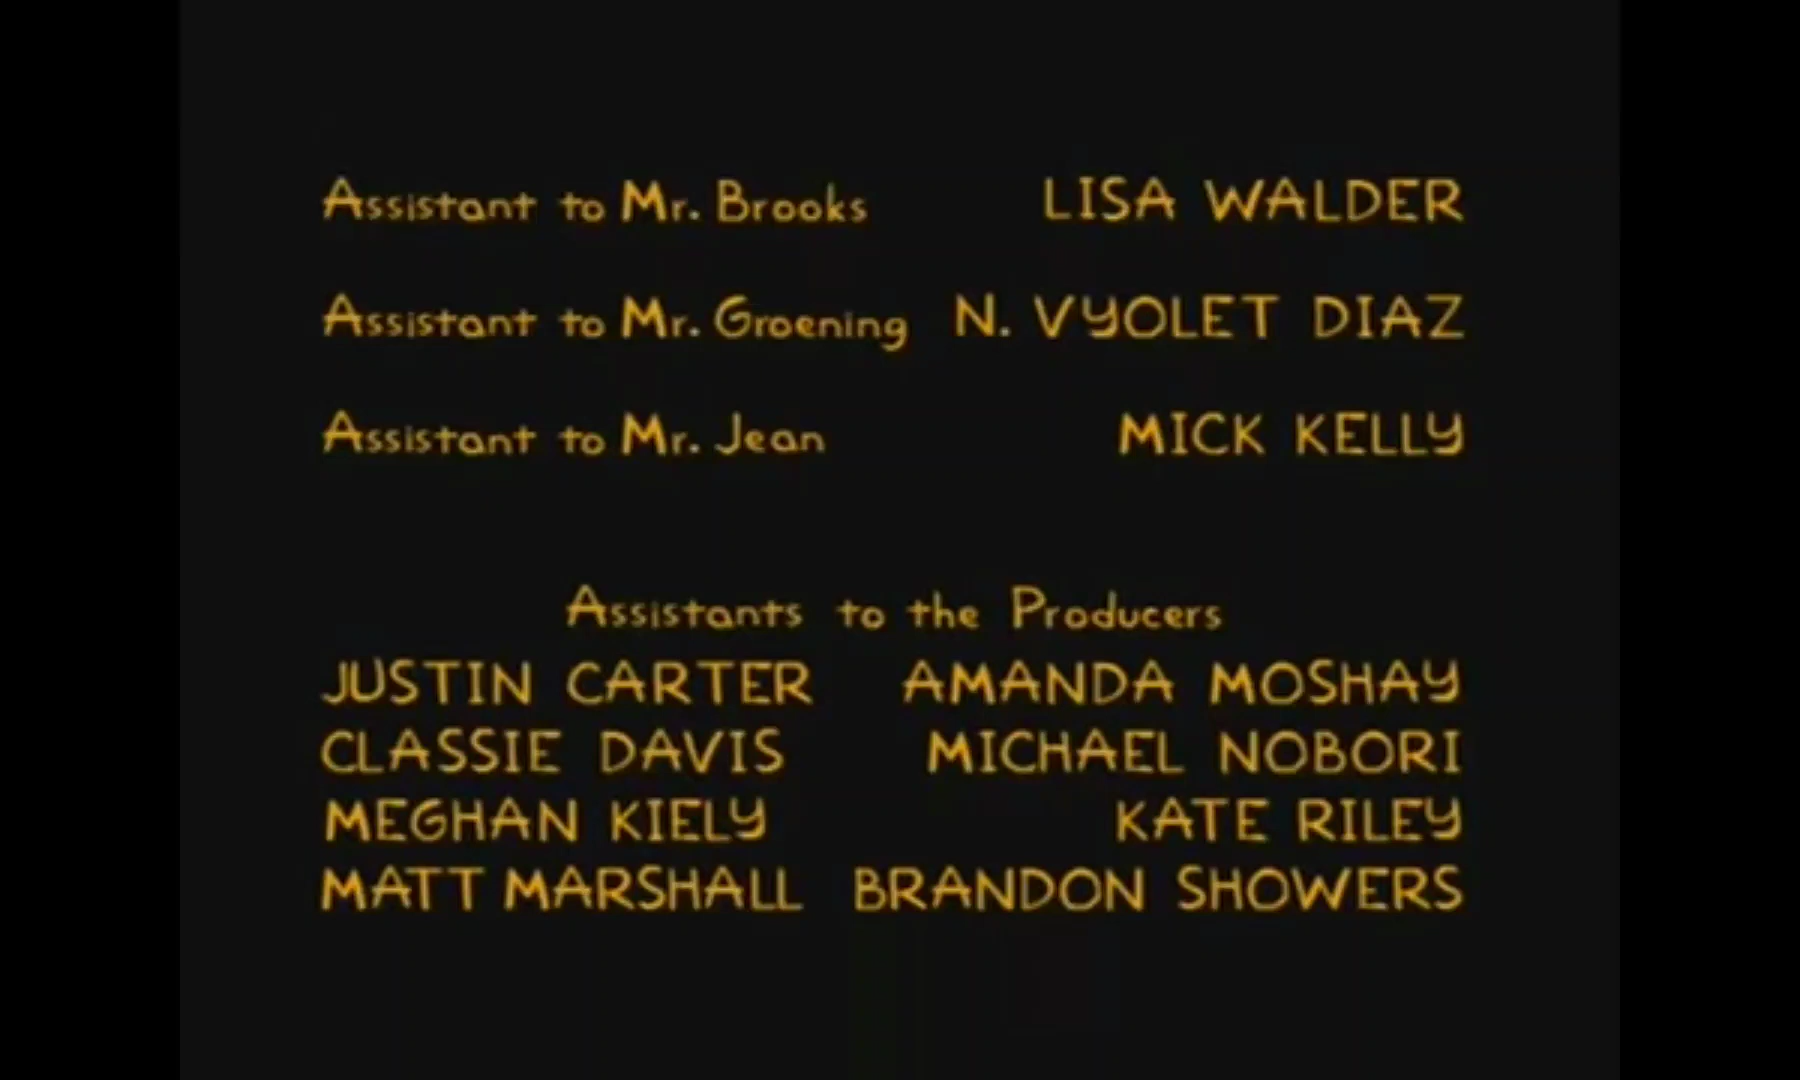 Assistant to Mr. Brooks LISA WALDER
Assistant to Mr. Groening N. VYOLET DIAZ
Assistant to Mr. Jean MICK KELLY
Assistants to the Producers
JUSTIN CARTER AMANDA MOSHAY
CLASSIE DAVIS MICHAEL NOBORI
MEGHAN KIELY KATE RILEY
MATT MARSHALL BRANDON SHOWERS